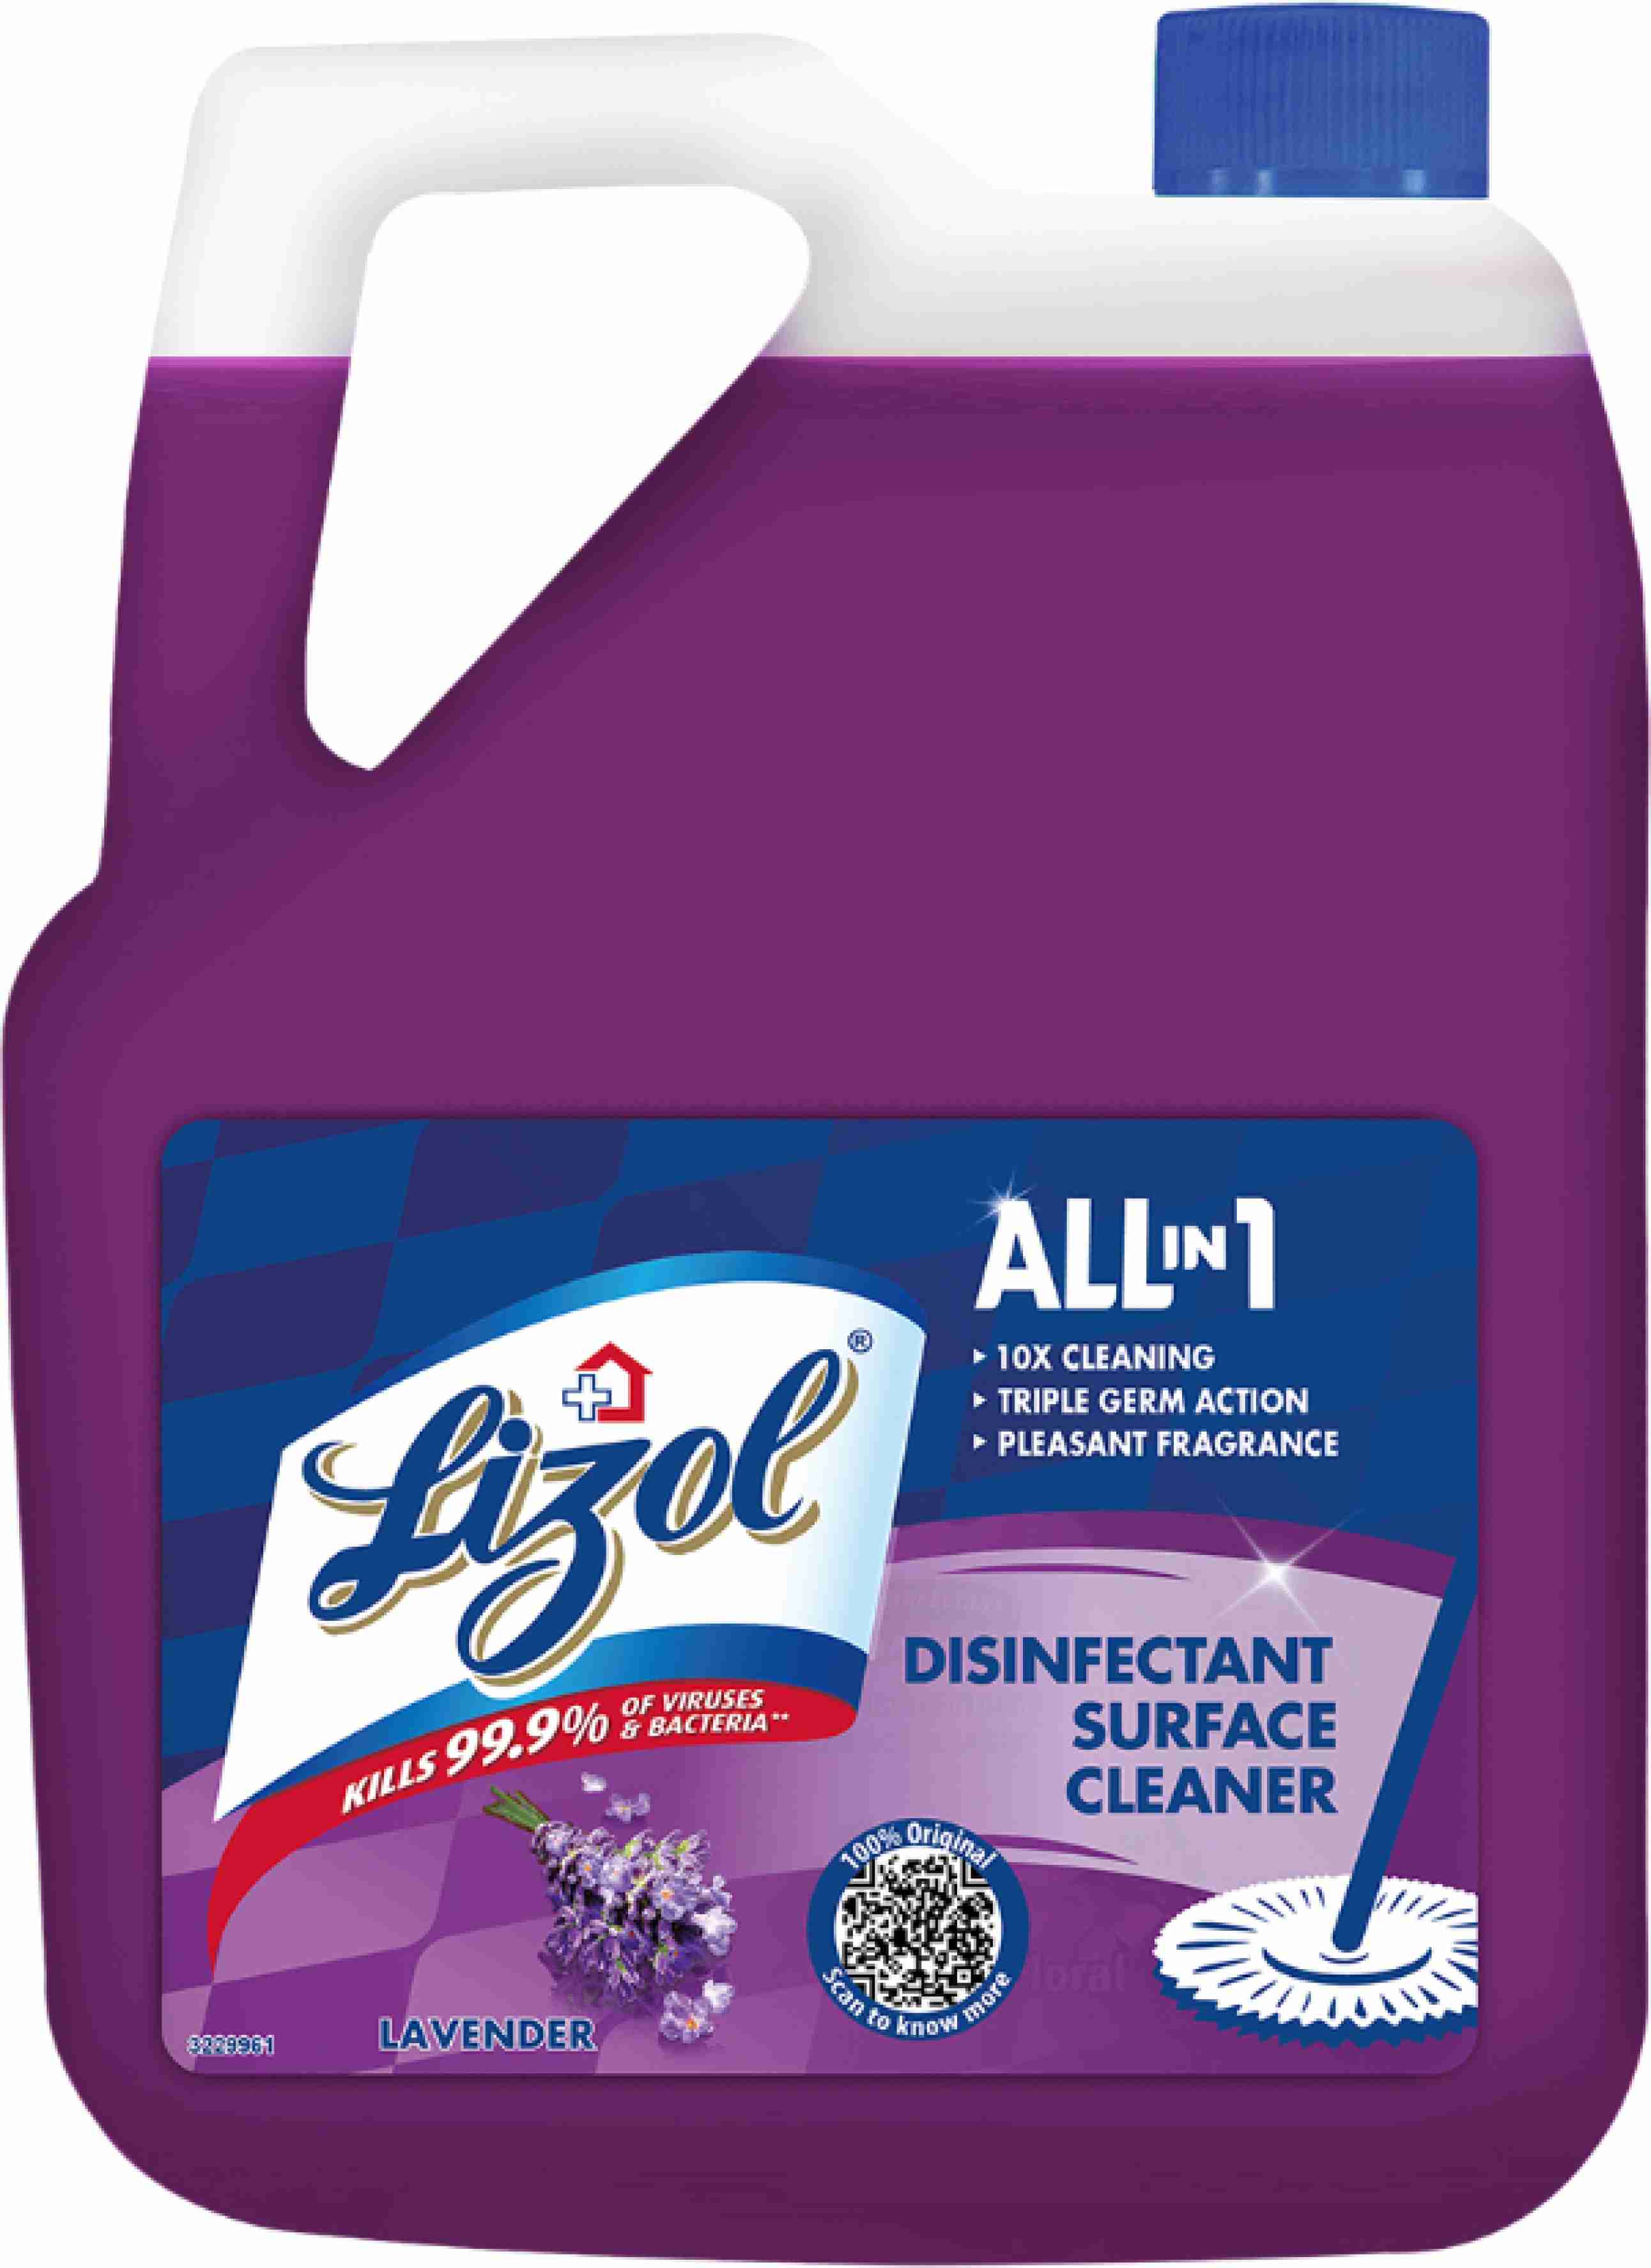 ALL IN 1
▸ 10X CLEANING
▸ TRIPLE GERM ACTION
▸ PLEASANT FRAGRANCE
Lizol®
KILLS 99.9% OF VIRUSES
& BACTERIA**
DISINFECTANT
SURFACE
CLEANER
100% Original
Scan to know more
LAVENDER
3229961